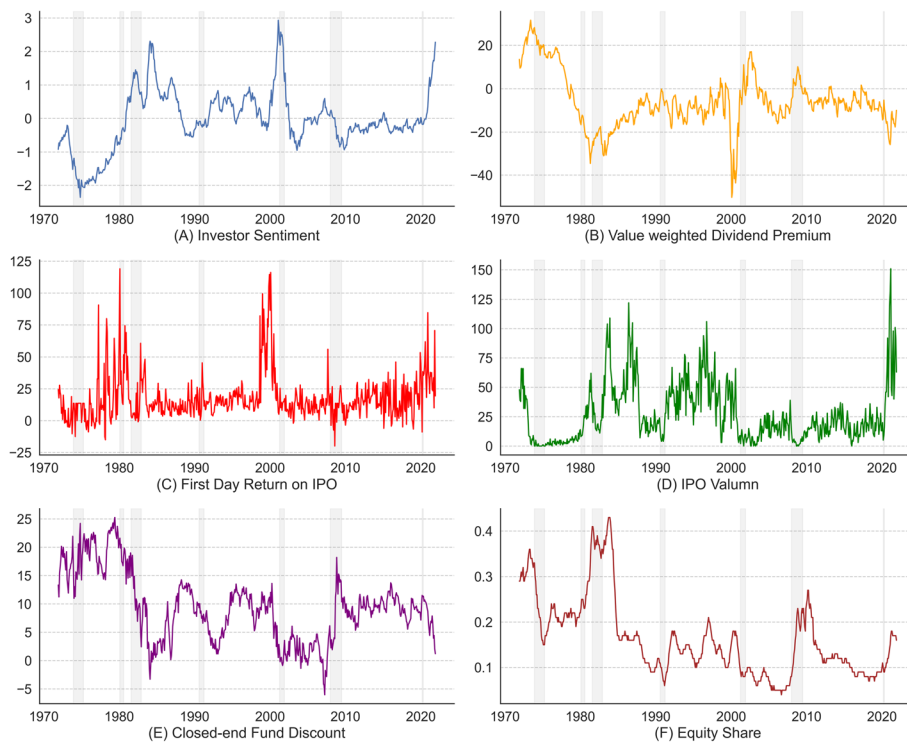 3
2
1
0
−1
−2
1970 1980 1990 2000 2010 2020
(A) Investor Sentiment
20
0
−20
−40
1970 1980 1990 2000 2010 2020
(B) Value weighted Dividend Premium
125
100
75
50
25
0
−25
1970 1980 1990 2000 2010 2020
(C) First Day Return on IPO
150
125
100
75
50
25
0
1970 1980 1990 2000 2010 2020
(D) IPO Valumn
25
20
15
10
5
0
−5
1970 1980 1990 2000 2010 2020
(E) Closed-end Fund Discount
0.4
0.3
0.2
0.1
1970 1980 1990 2000 2010 2020
(F) Equity Share